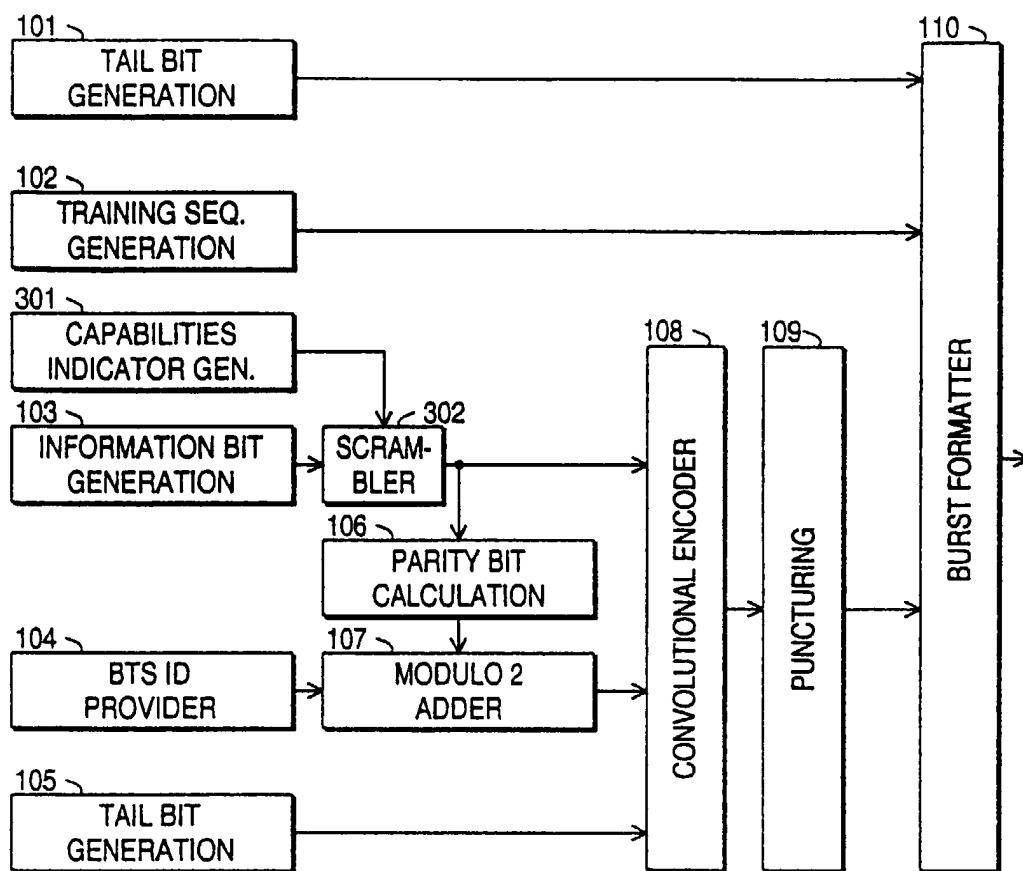 101
TAIL BIT
GENERATION
110
102
TRAINING SEQ.
GENERATION
301
CAPABILITIES
INDICATOR GEN.
103
INFORMATION BIT
GENERATION
302
SCRAM-
BLER
106
PARITY BIT
CALCULATION
104
BTS ID
PROVIDER
107
MODULO 2
ADDER
105
TAIL BIT
GENERATION
108
CONVOLUTIONAL ENCODER
109
PUNCTURING
BURST FORMATTER